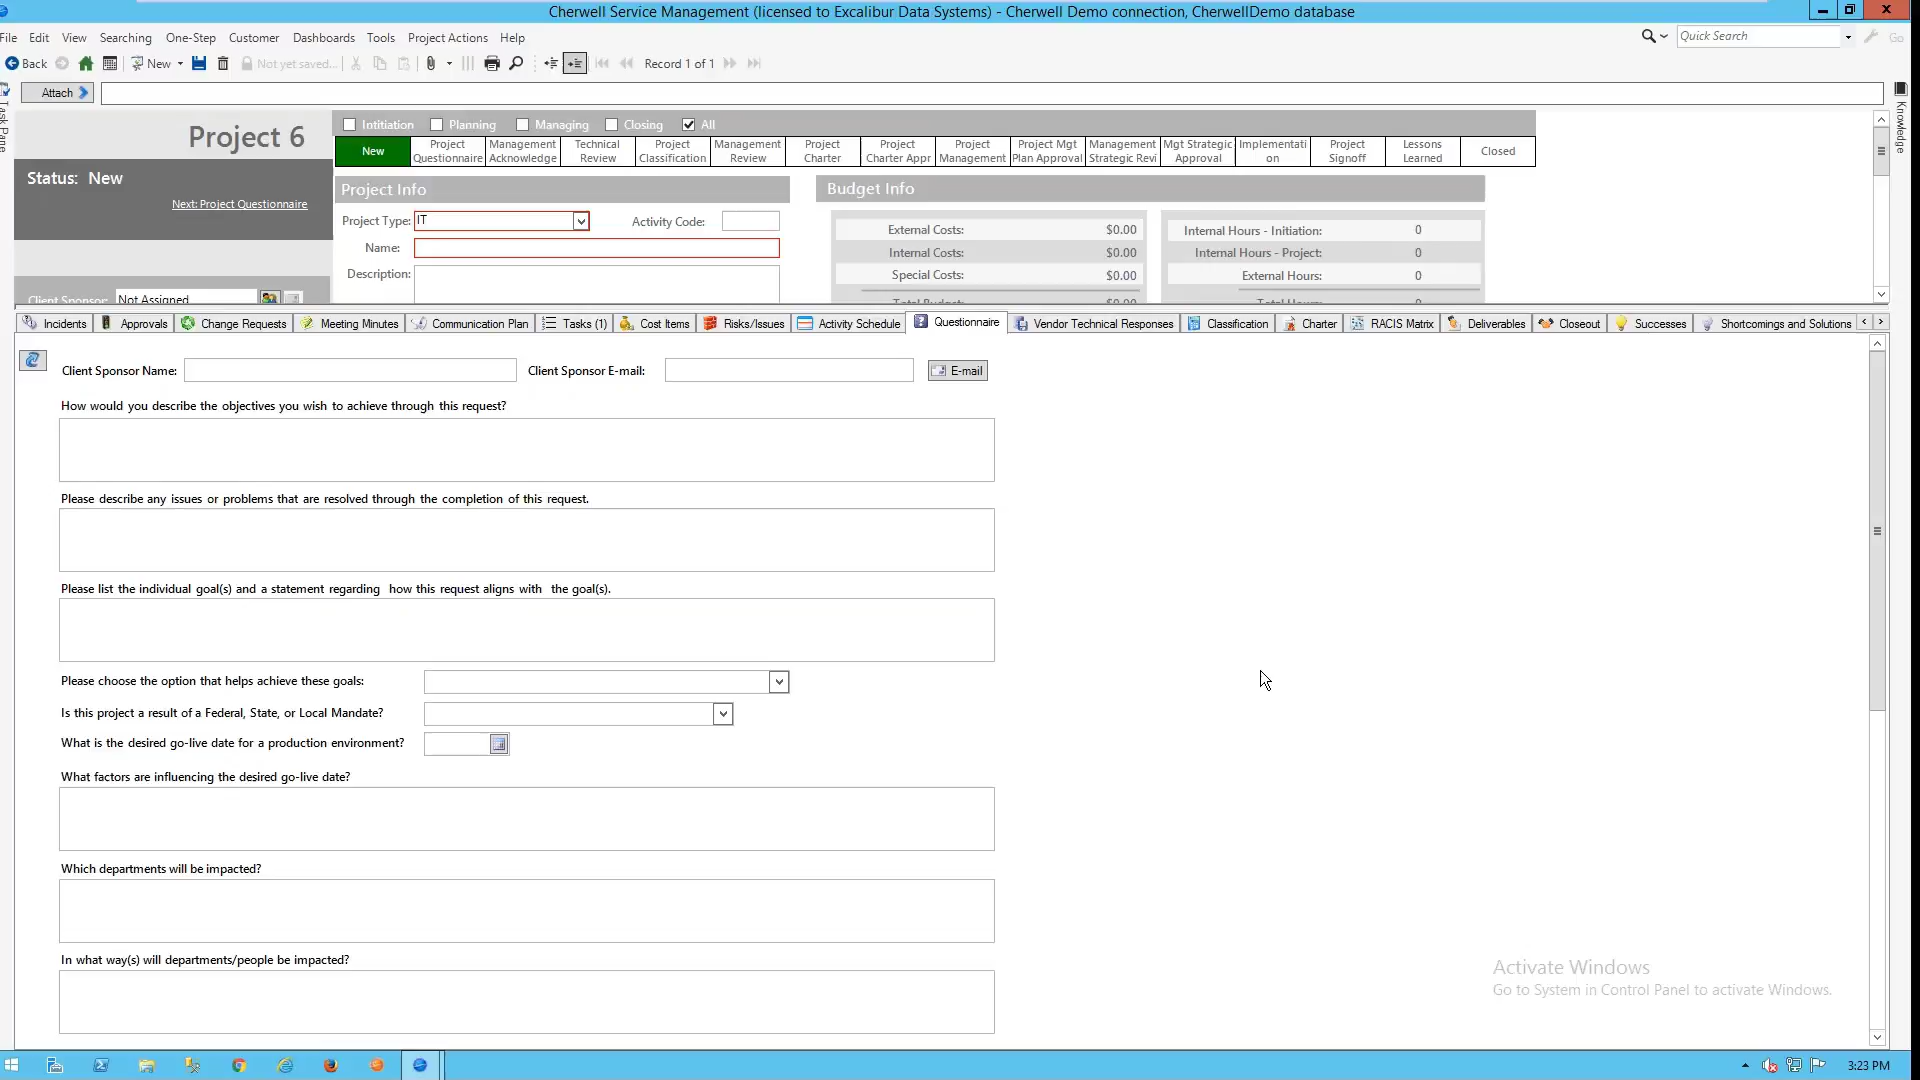 Cherwell Service Management (licensed to Excalibur Data Systems) - Cherwell Demo connection, CherwellDemo database
File Edit View Searching One-Step Customer Dashboards Tools Project Actions Help
Quick Search Go
Back New Not yet saved... Record 1 of 1
Attach
Task Pane
Knowledge
Project 6
Intitiation Planning Managing Closing All
New
Project Questionnaire
Management Acknowledge
Technical Review
Project Classification
Management Review
Project Charter
Project Charter Appr
Project Management
Project Mgt Plan Approval
Management Strategic Revi
Mgt Strategic Approval
Implementati on
Project Signoff
Lessons Learned
Closed
Status: New
Next: Project Questionnaire
Project Info
Budget Info
Project Type: IT Activity Code:
Name:
Description:
External Costs: $0.00
Internal Costs: $0.00
Special Costs: $0.00
Total Budget: $0.00
Internal Hours - Initiation: 0
Internal Hours - Project: 0
External Hours: 0
Total Hours: 0
Client Sponsor: Not Assigned
Incidents Approvals Change Requests Meeting Minutes Communication Plan Tasks (1) Cost Items Risks/Issues Activity Schedule Questionnaire Vendor Technical Responses Classification Charter RACIS Matrix Deliverables Closeout Successes Shortcomings and Solutions
Client Sponsor Name: Client Sponsor E-mail: E-mail
How would you describe the objectives you wish to achieve through this request?
Please describe any issues or problems that are resolved through the completion of this request.
Please list the individual goal(s) and a statement regarding how this request aligns with the goal(s).
Please choose the option that helps achieve these goals:
Is this project a result of a Federal, State, or Local Mandate?
What is the desired go-live date for a production environment?
What factors are influencing the desired go-live date?
Which departments will be impacted?
In what way(s) will departments/people be impacted?
Activate Windows
Go to System in Control Panel to activate Windows.
3:23 PM